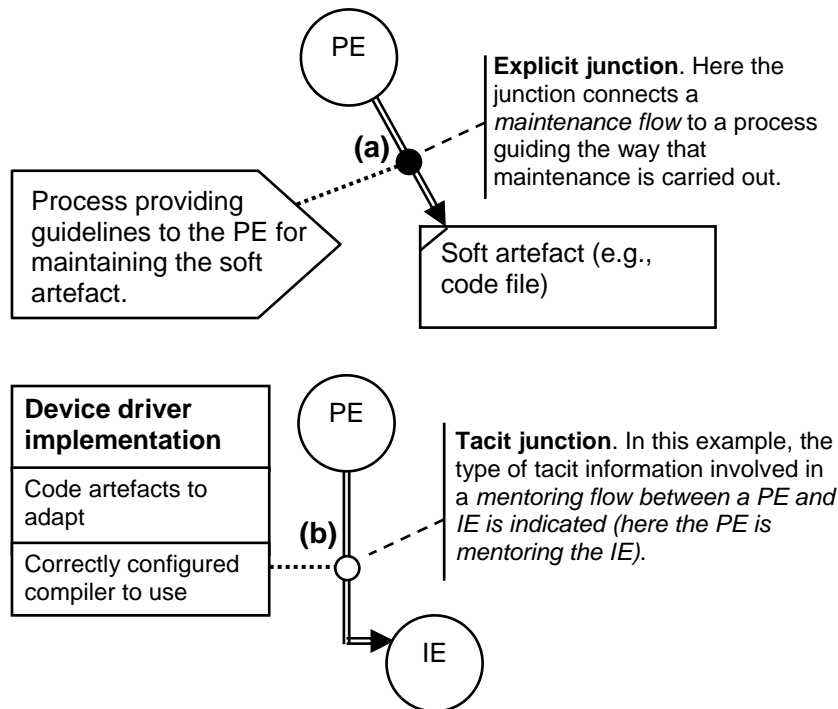 PE
Explicit junction. Here the
junction connects a
maintenance flow to a process
guiding the way that
maintenance is carried out.
(a)
Process providing
guidelines to the PE for
maintaining the soft
artefact.
Soft artefact (e.g.,
code file)
Device driver
implementation
Code artefacts to
adapt
Correctly configured
compiler to use
PE
(b)
Tacit junction. In this example, the
type of tacit information involved in
a mentoring flow between a PE and
IE is indicated (here the PE is
mentoring the IE).
IE